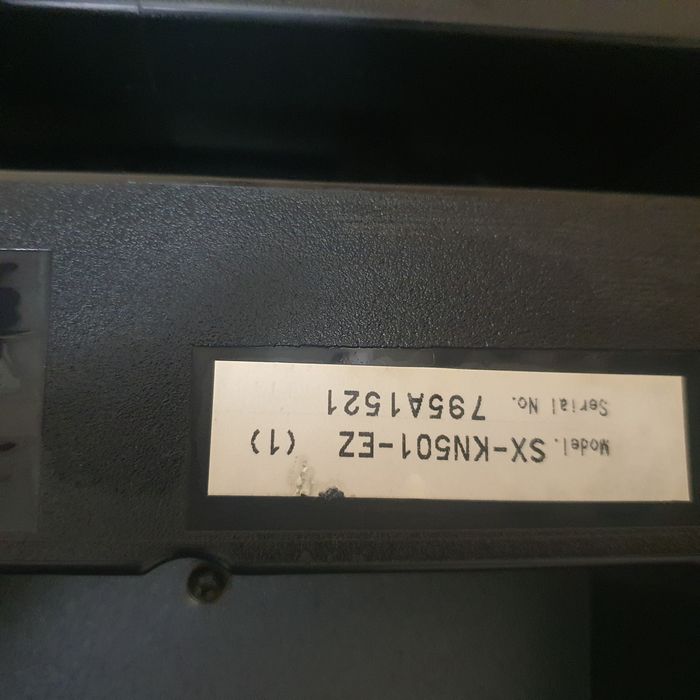 Model. SX-KN501-EZ (1)
Serial No. 795A1521